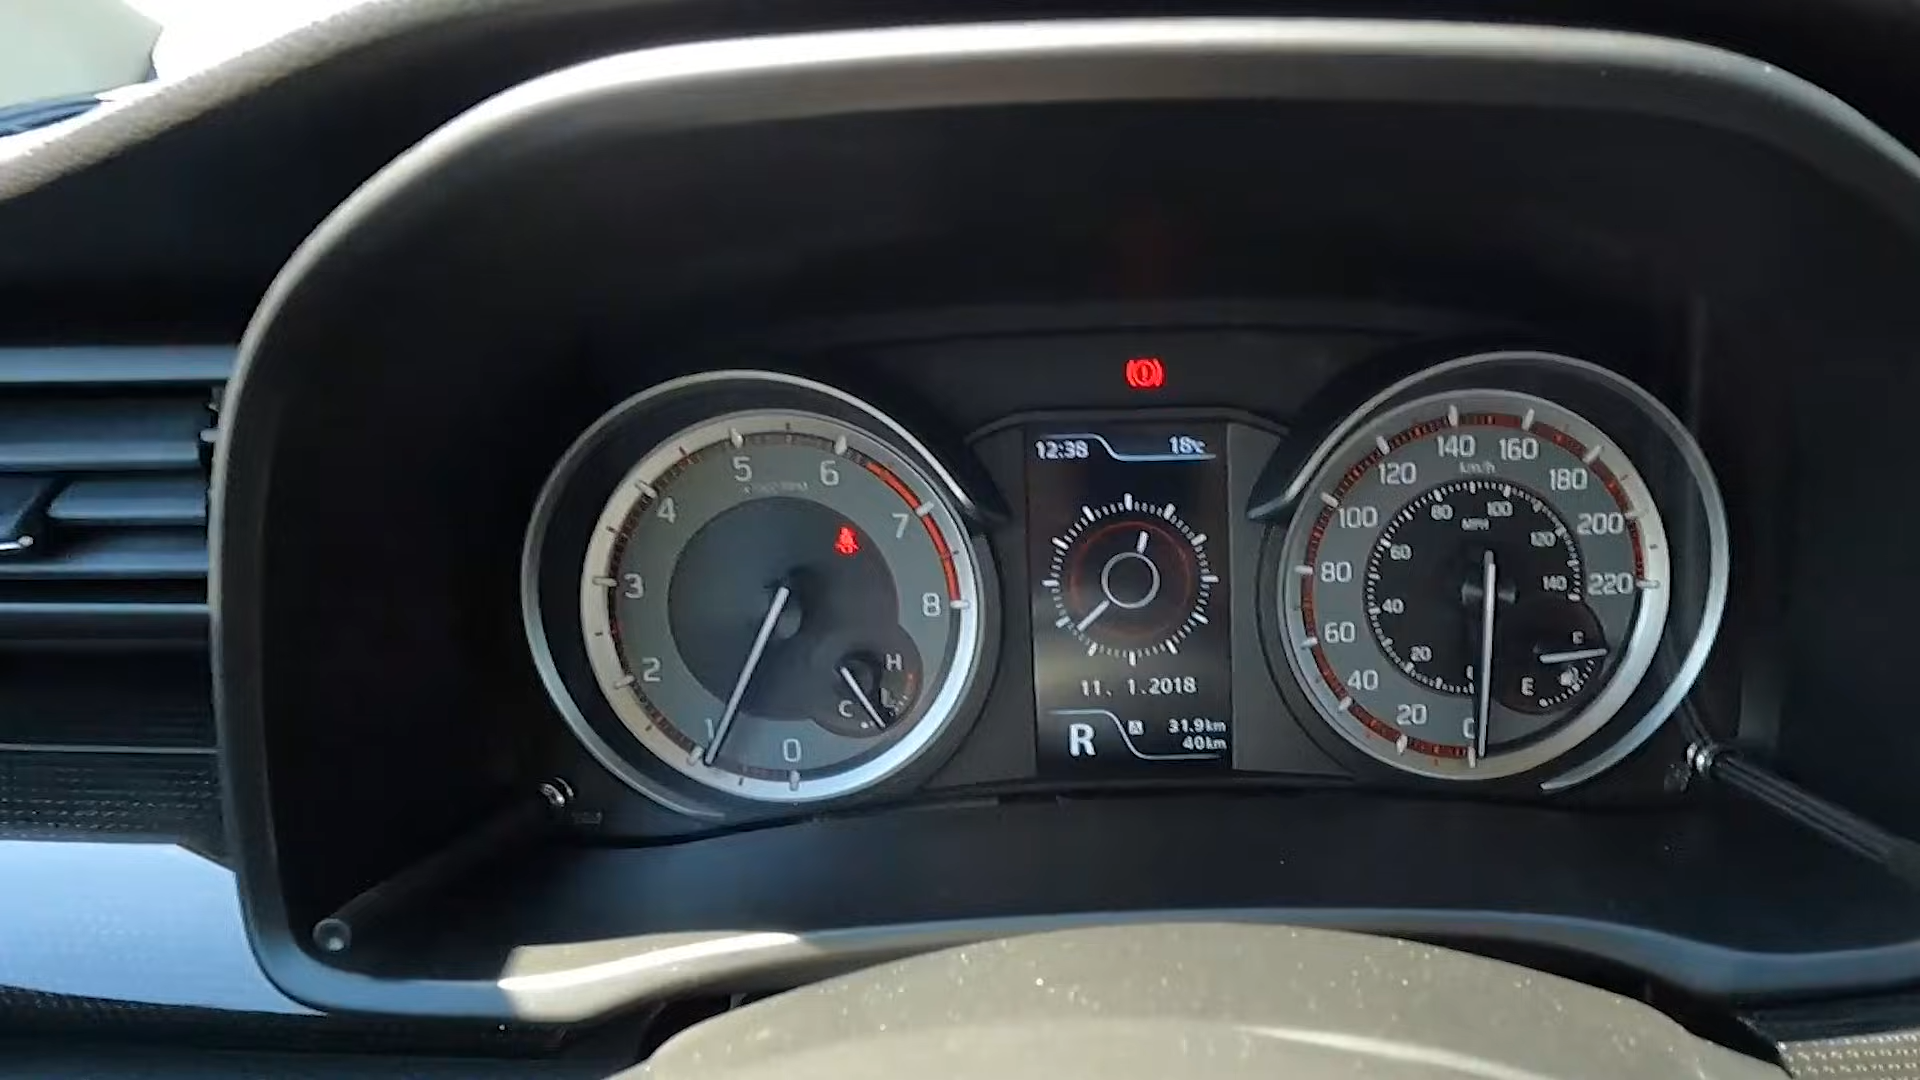 12:38 18℃
11. 1.2018
R A 31.9km
40km
0 1 2 3 4 5 6 7 8
H
C
km/h
0 20 40 60 80 100 120 140 160 180 200 220
MPH
20 40 60 80 100 120 140
F
E